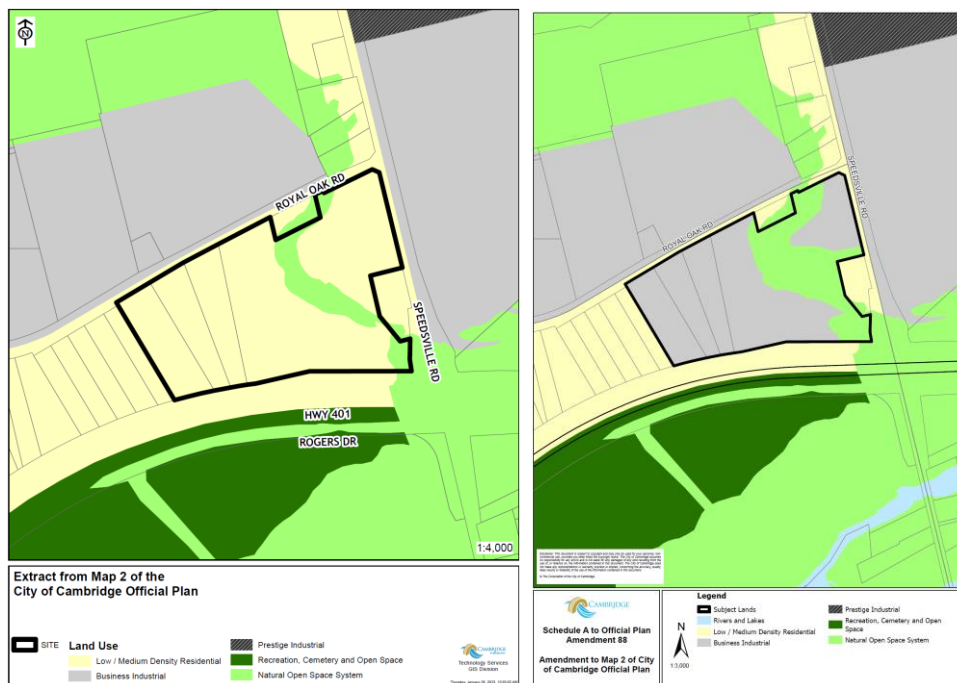 N
ROYAL OAK RD
SPEEDSVILLE RD
HWY 401
ROGERS DR
1:4,000
Extract from Map 2 of the
City of Cambridge Official Plan
SITE
Land Use
Low / Medium Density Residential
Business Industrial
Prestige Industrial
Recreation, Cemetery and Open Space
Natural Open Space System
CAMBRIDGE
Technology Services
GIS Division
SPEEDSVILLE RD
ROYAL OAK RD
CAMBRIDGE
Schedule A to Official Plan
Amendment 88
Amendment to Map 2 of City
of Cambridge Official Plan
N
Legend
Subject Lands
Rivers and Lakes
Low / Medium Density Residential
Business Industrial
Prestige Industrial
Recreation, Cemetery and Open
Space
Natural Open Space System